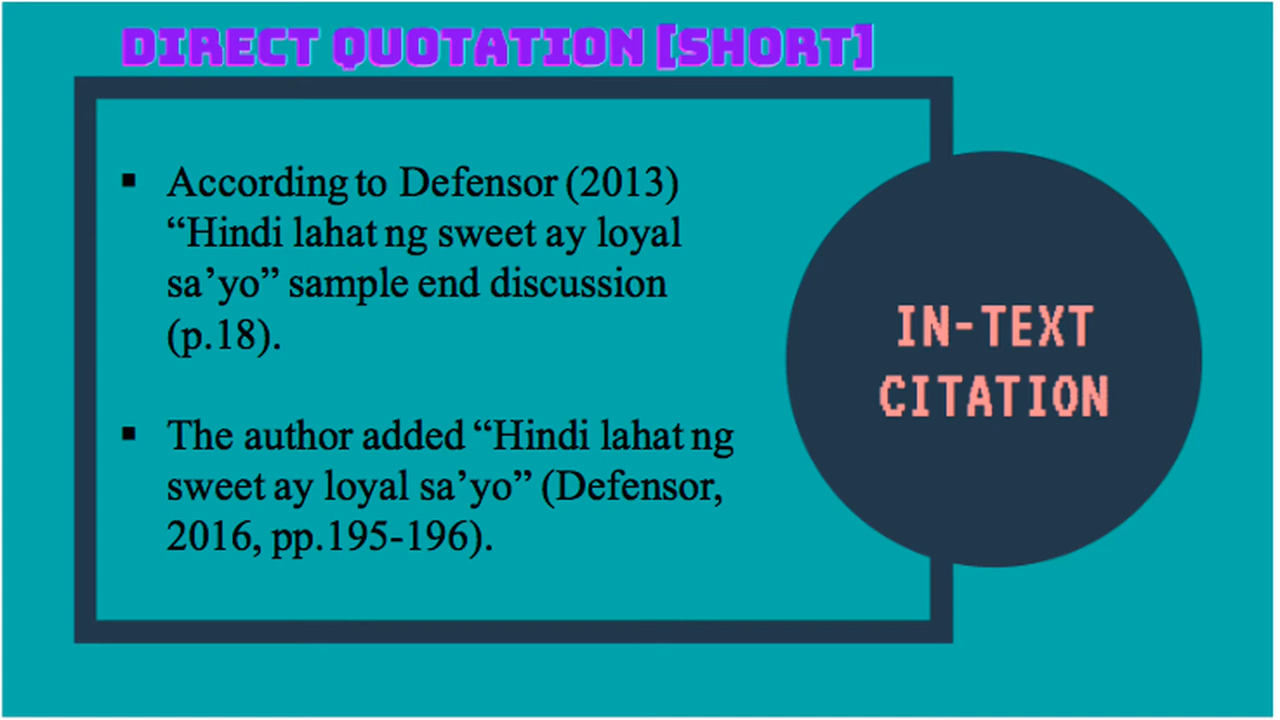 DIRECT QUOTATION [SHORT]
▪ According to Defensor (2013)
“Hindi lahat ng sweet ay loyal
sa’yo” sample end discussion
(p.18).
▪ The author added “Hindi lahat ng
sweet ay loyal sa’yo” (Defensor,
2016, pp.195-196).
IN-TEXT
CITATION